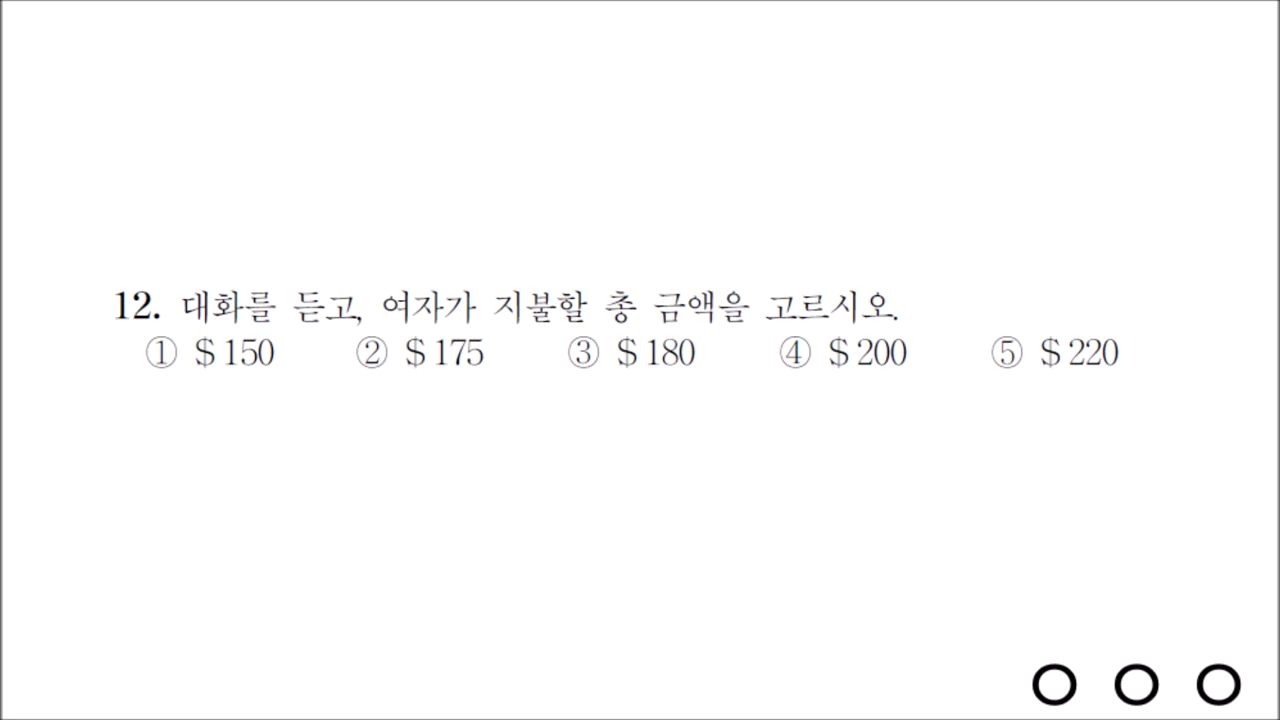 12. 대화를 듣고, 여자가 지불할 총 금액을 고르시오.
① $150 ② $175 ③ $180 ④ $200 ⑤ $220